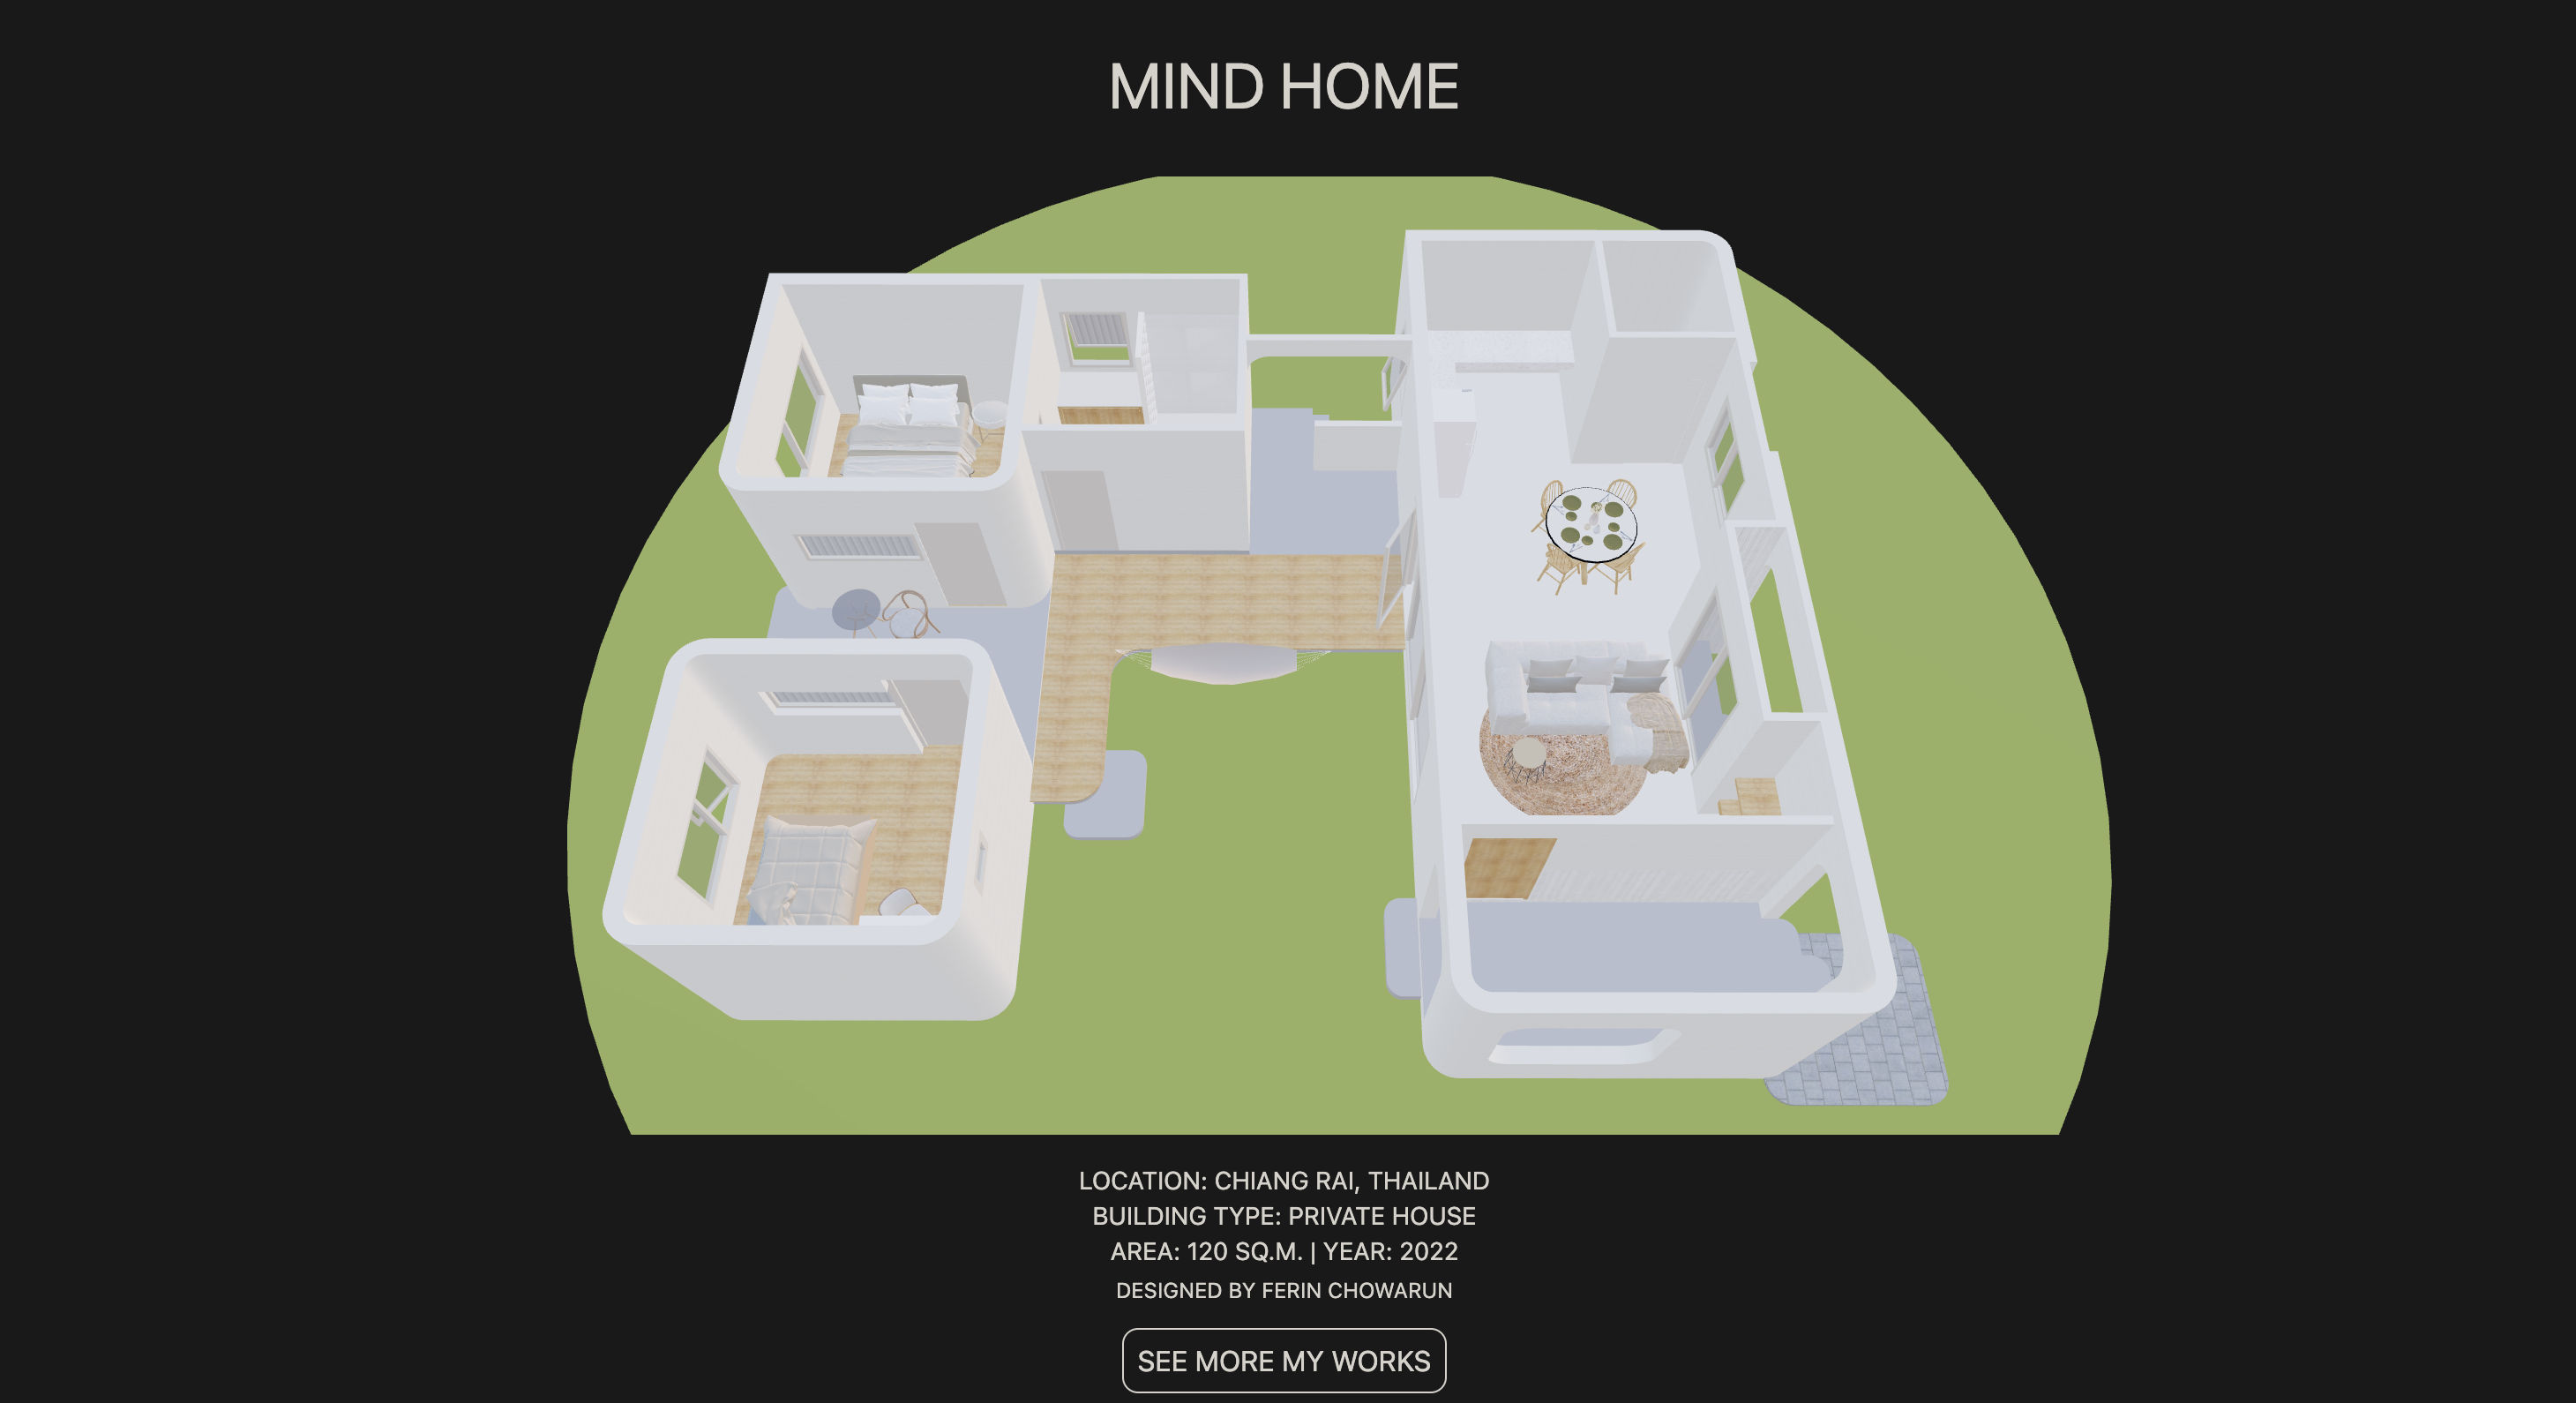 MIND HOME
LOCATION: CHIANG RAI, THAILAND
BUILDING TYPE: PRIVATE HOUSE
AREA: 120 SQ.M. | YEAR: 2022
DESIGNED BY FERIN CHOWARUN
SEE MORE MY WORKS